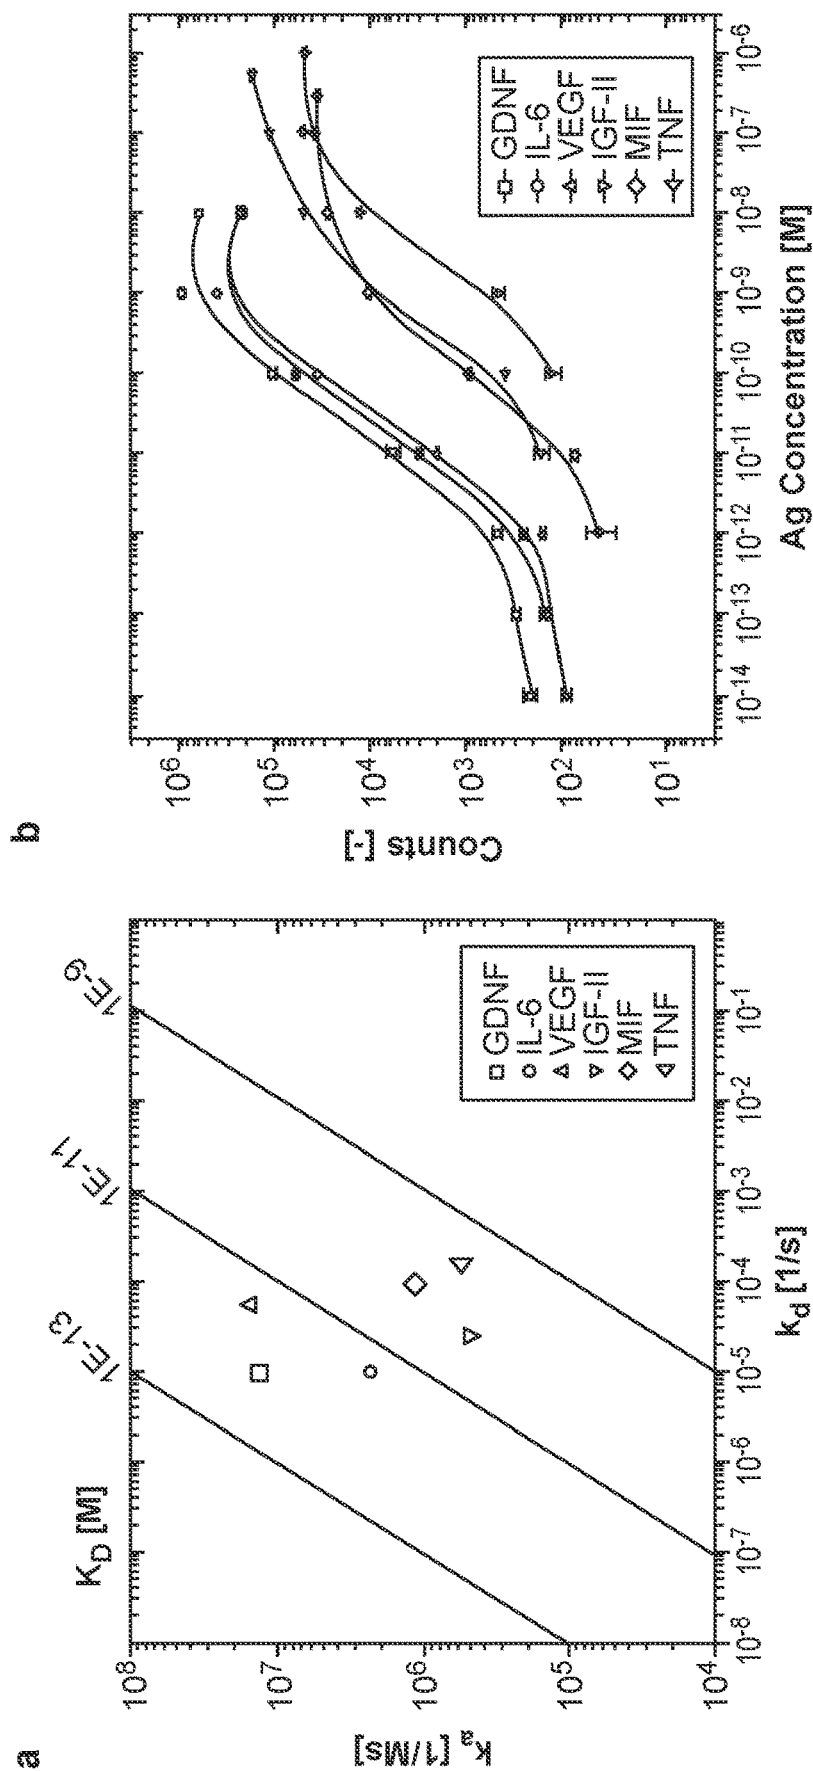 a
K_D [M]
1E-13
1E-11
1E-9
k_a [1/Ms]
10^8
10^7
10^6
10^5
10^4
10^-8
10^-7
10^-6
10^-5
10^-4
10^-3
10^-2
10^-1
k_d [1/s]
GDNF
IL-6
VEGF
IGF-II
MIF
TNF
b
Counts [-]
10^6
10^5
10^4
10^3
10^2
10^1
10^-14
10^-13
10^-12
10^-11
10^-10
10^-9
10^-8
10^-7
10^-6
Ag Concentration [M]
GDNF
IL-6
VEGF
IGF-II
MIF
TNF